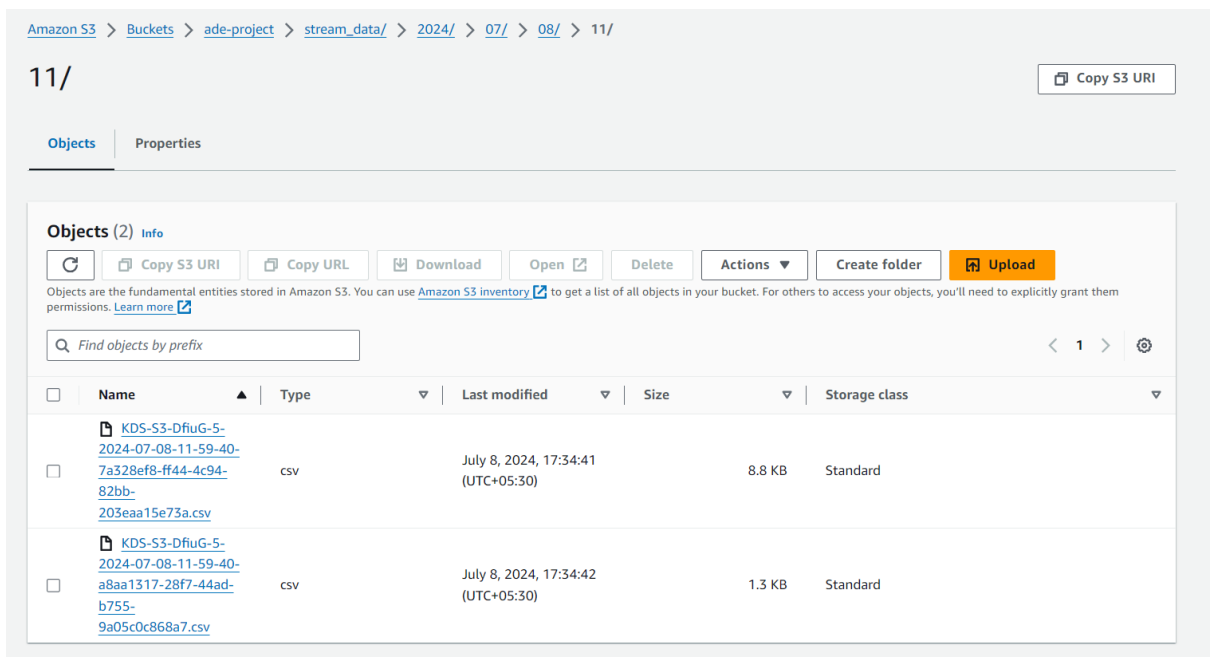 Amazon S3 > Buckets > ade-project > stream_data/ > 2024/ > 07/ > 08/ > 11/
11/
Copy S3 URI
Objects Properties
Objects (2) Info
Copy S3 URI Copy URL Download Open Delete Actions Create folder Upload
Objects are the fundamental entities stored in Amazon S3. You can use Amazon S3 inventory to get a list of all objects in your bucket. For others to access your objects, you'll need to explicitly grant them
permissions. Learn more
Find objects by prefix
< 1 >
Name Type Last modified Size Storage class
KDS-S3-DfiuG-5-
2024-07-08-11-59-40-
7a328ef8-ff44-4c94-
82bb-
203eaa15e73a.csv
csv
July 8, 2024, 17:34:41
(UTC+05:30)
8.8 KB
Standard
KDS-S3-DfiuG-5-
2024-07-08-11-59-40-
a8aa1317-28f7-44ad-
b755-
9a05c0c868a7.csv
csv
July 8, 2024, 17:34:42
(UTC+05:30)
1.3 KB
Standard